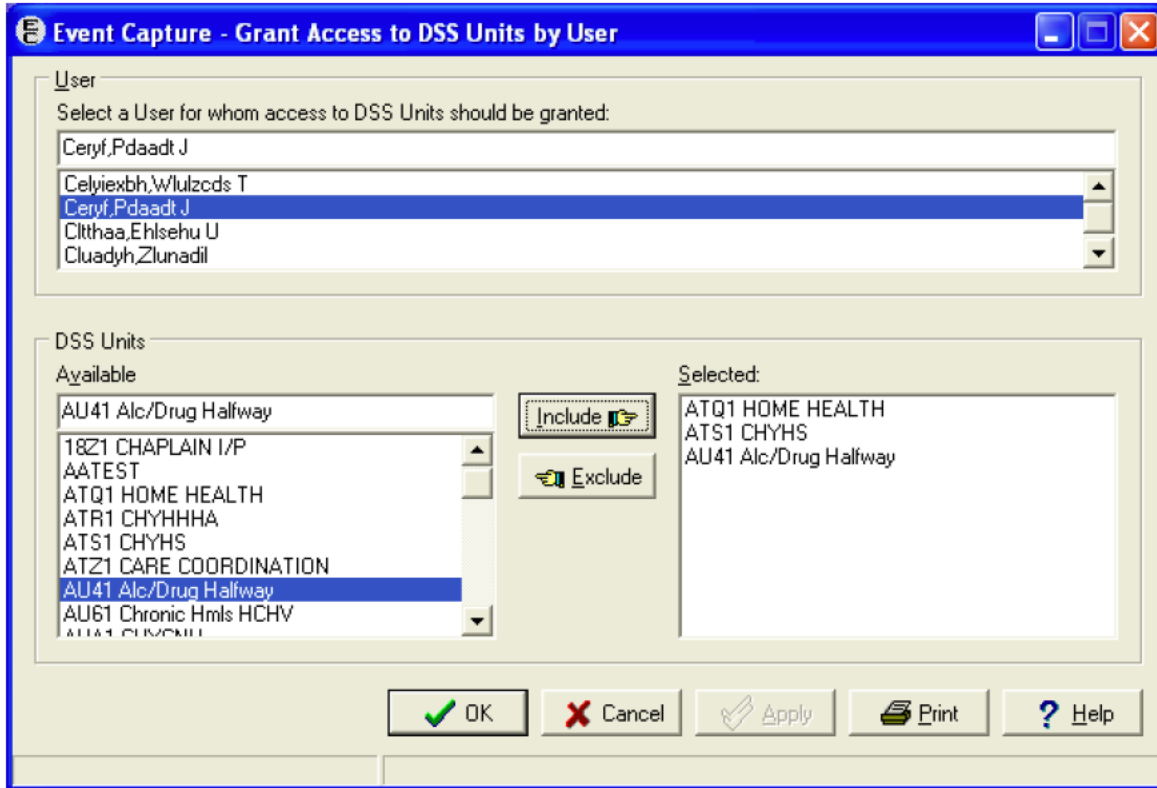 Event Capture - Grant Access to DSS Units by User
User
Select a User for whom access to DSS Units should be granted:
Ceryf,Pdaadt J
Celyiexbh,Wlulzcds T
Ceryf,Pdaadt J
Cltthaa,Ehlsehu U
Cluadyh,Zlunadil
DSS Units
Available
AU41 Alc/Drug Halfway
18Z1 CHAPLAIN I/P
AATEST
ATQ1 HOME HEALTH
ATR1 CHYHHHA
ATS1 CHYHS
ATZ1 CARE COORDINATION
AU41 Alc/Drug Halfway
AU61 Chronic Hmls HCHV
Include
Exclude
Selected:
ATQ1 HOME HEALTH
ATS1 CHYHS
AU41 Alc/Drug Halfway
OK
Cancel
Apply
Print
? Help